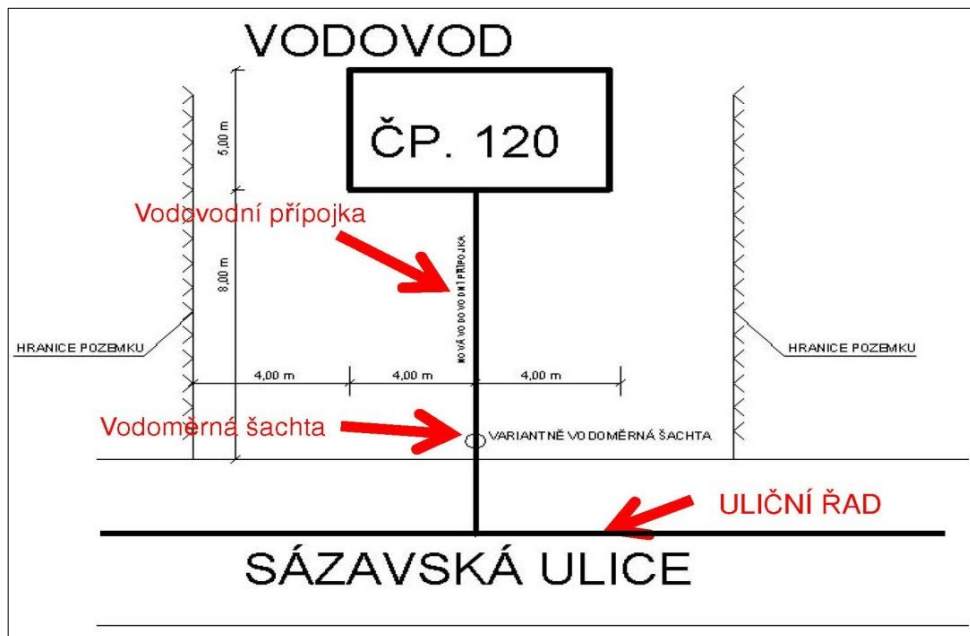 VODOVOD
ČP. 120
5,00 m
Vodovodní přípojka
NOVÁ VODOVODNÍ PŘÍPOJKA
8,00 m
HRANICE POZEMKU
HRANICE POZEMKU
4,00 m
4,00 m
4,00 m
Vodoměrná šachta
VARIANTNĚ VODOMĚRNÁ ŠACHTA
ULIČNÍ ŘAD
SÁZAVSKÁ ULICE